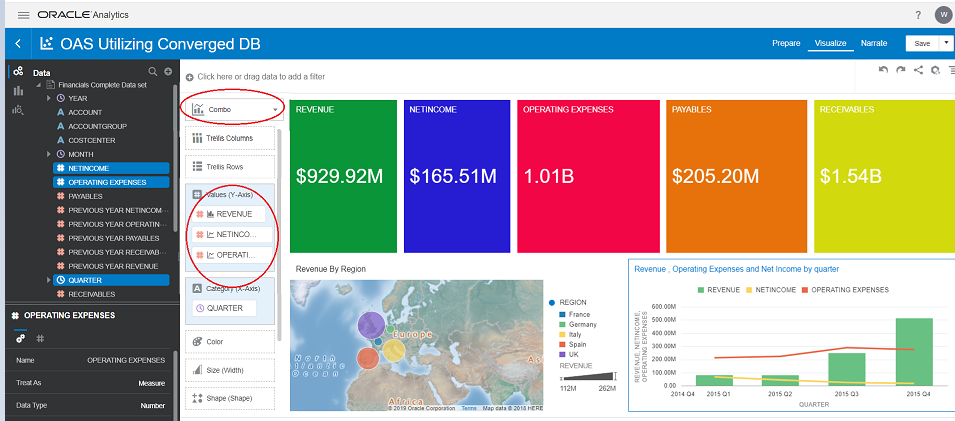 ORACLE Analytics
?
W
OAS Utilizing Converged DB
Prepare
Visualize
Narrate
Save
Data
Financials Complete Data set
YEAR
A ACCOUNT
A ACCOUNTGROUP
A COSTCENTER
MONTH
NETINCOME
OPERATING EXPENSES
PAYABLES
PREVIOUS YEAR NETINCOM...
PREVIOUS YEAR OPERATIN...
PREVIOUS YEAR PAYABLES
PREVIOUS YEAR RECEIVAB...
PREVIOUS YEAR REVENUE
QUARTER
RECEIVABLES
OPERATING EXPENSES
Name OPERATING EXPENSES
Treat As Measure
Data Type Number
Click here or drag data to add a filter
Combo
Trellis Columns
Trellis Rows
Values (Y-Axis)
REVENUE
NETINCO...
OPERATI...
A Category (X-Axis)
QUARTER
Color
Size (Width)
Shape (Shape)
REVENUE
$929.92M
NETINCOME
$165.51M
OPERATING EXPENSES
1.01B
PAYABLES
$205.20M
RECEIVABLES
$1.54B
Revenue By Region
North
Atlantic
Ocean
Europe
Africa
As
© 2019 Oracle Corporation Terms Map data © 2018 HERE
REGION
France
Germany
Italy
Spain
UK
REVENUE
112M 262M
Revenue , Operating Expenses and Net Income by quarter
REVENUE NETINCOME OPERATING EXPENSES
REVENUE, NETINCOME,
OPERATING EXPENSES
600.00M
500.00M
400.00M
300.00M
200.00M
100.00M
0.00
2014 Q4 2015 Q1 2015 Q2 2015 Q3 2015 Q4
QUARTER